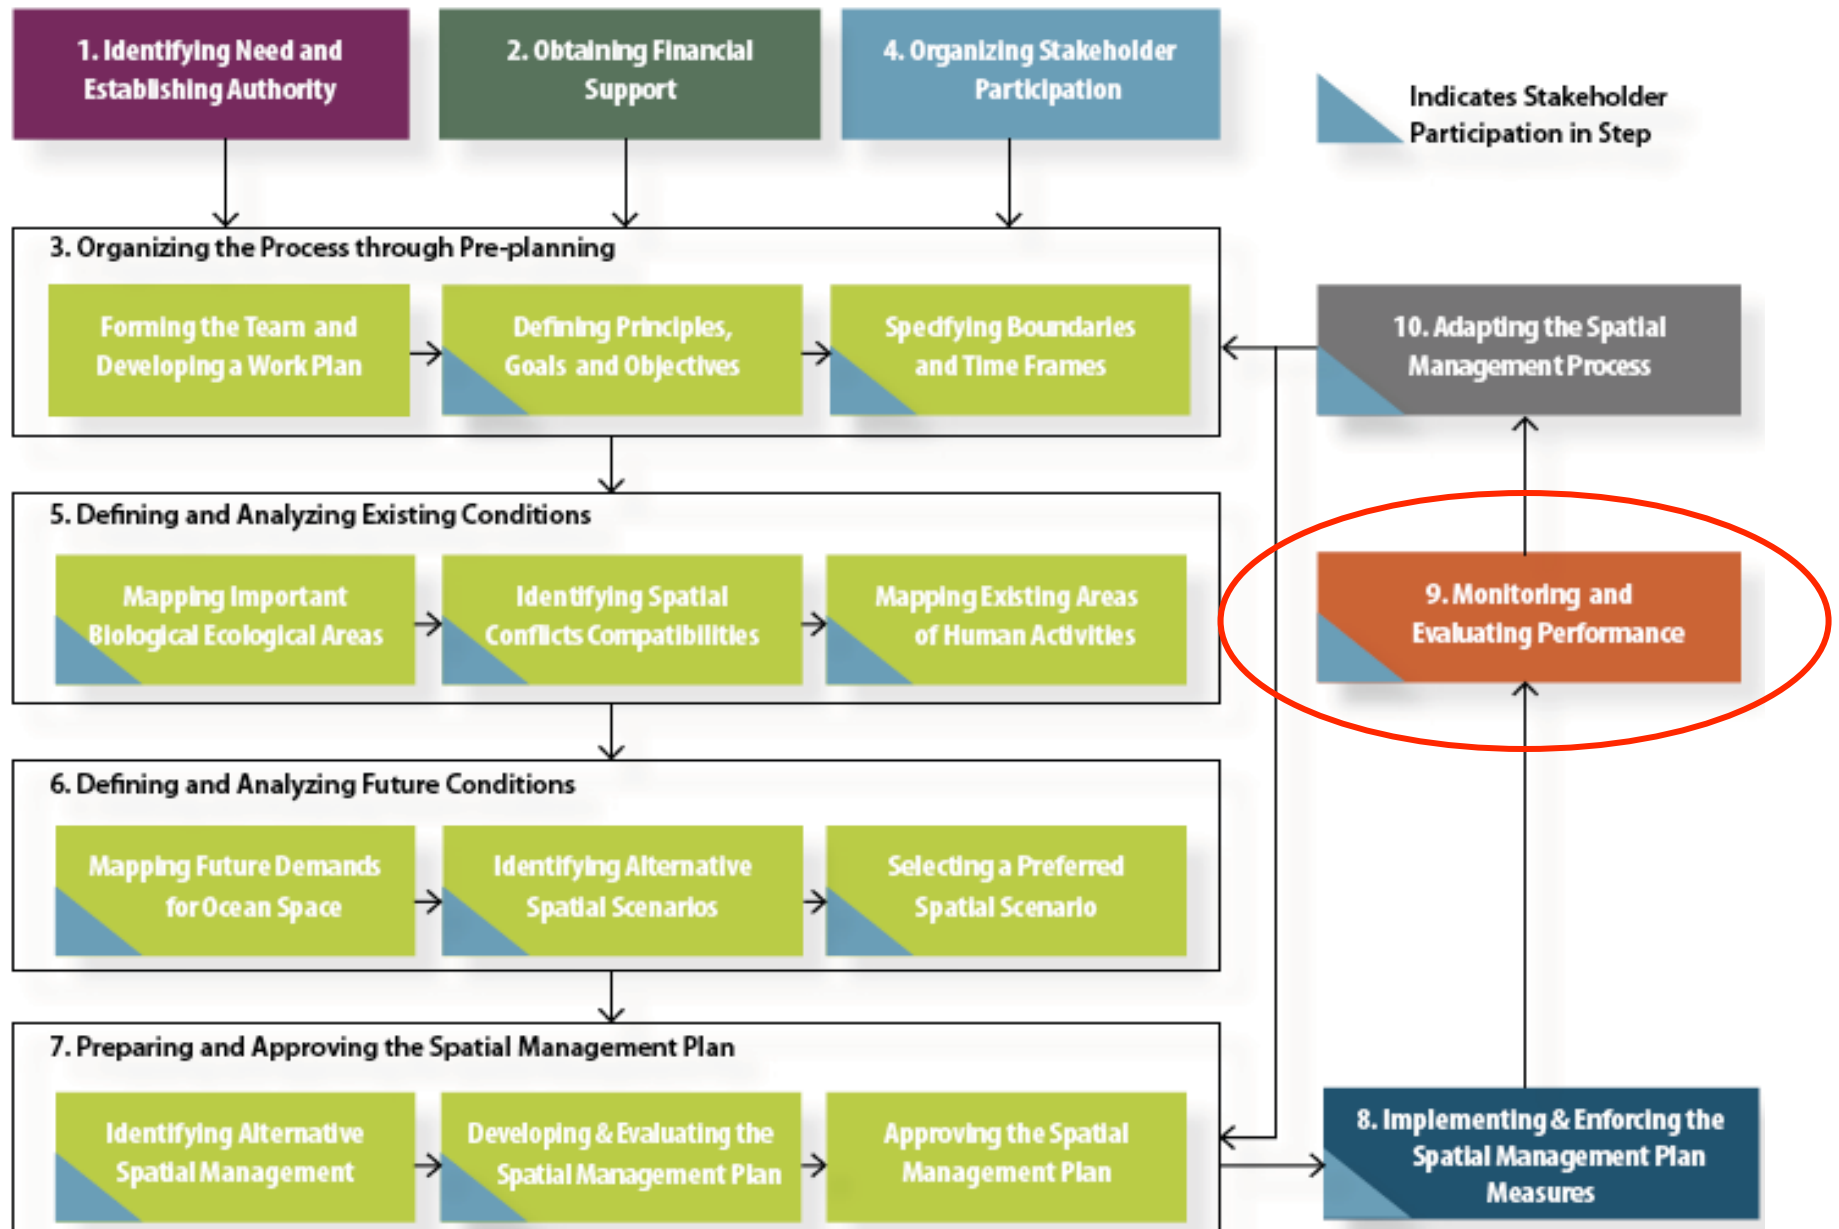 1. Identifying Need and
Establishing Authority
2. Obtaining Financial
Support
4. Organizing Stakeholder
Participation
Indicates Stakeholder
Participation in Step
3. Organizing the Process through Pre-planning
Forming the Team and
Developing a Work Plan
Defining Principles,
Goals and Objectives
Specifying Boundaries
and Time Frames
10. Adapting the Spatial
Management Process
5. Defining and Analyzing Existing Conditions
Mapping Important
Biological Ecological Areas
Identifying Spatial
Conflicts Compatibilities
Mapping Existing Areas
of Human Activities
9. Monitoring and
Evaluating Performance
6. Defining and Analyzing Future Conditions
Mapping Future Demands
for Ocean Space
Identifying Alternative
Spatial Scenarios
Selecting a Preferred
Spatial Scenario
7. Preparing and Approving the Spatial Management Plan
Identifying Alternative
Spatial Management
Developing & Evaluating the
Spatial Management Plan
Approving the Spatial
Management Plan
8. Implementing & Enforcing the
Spatial Management Plan
Measures